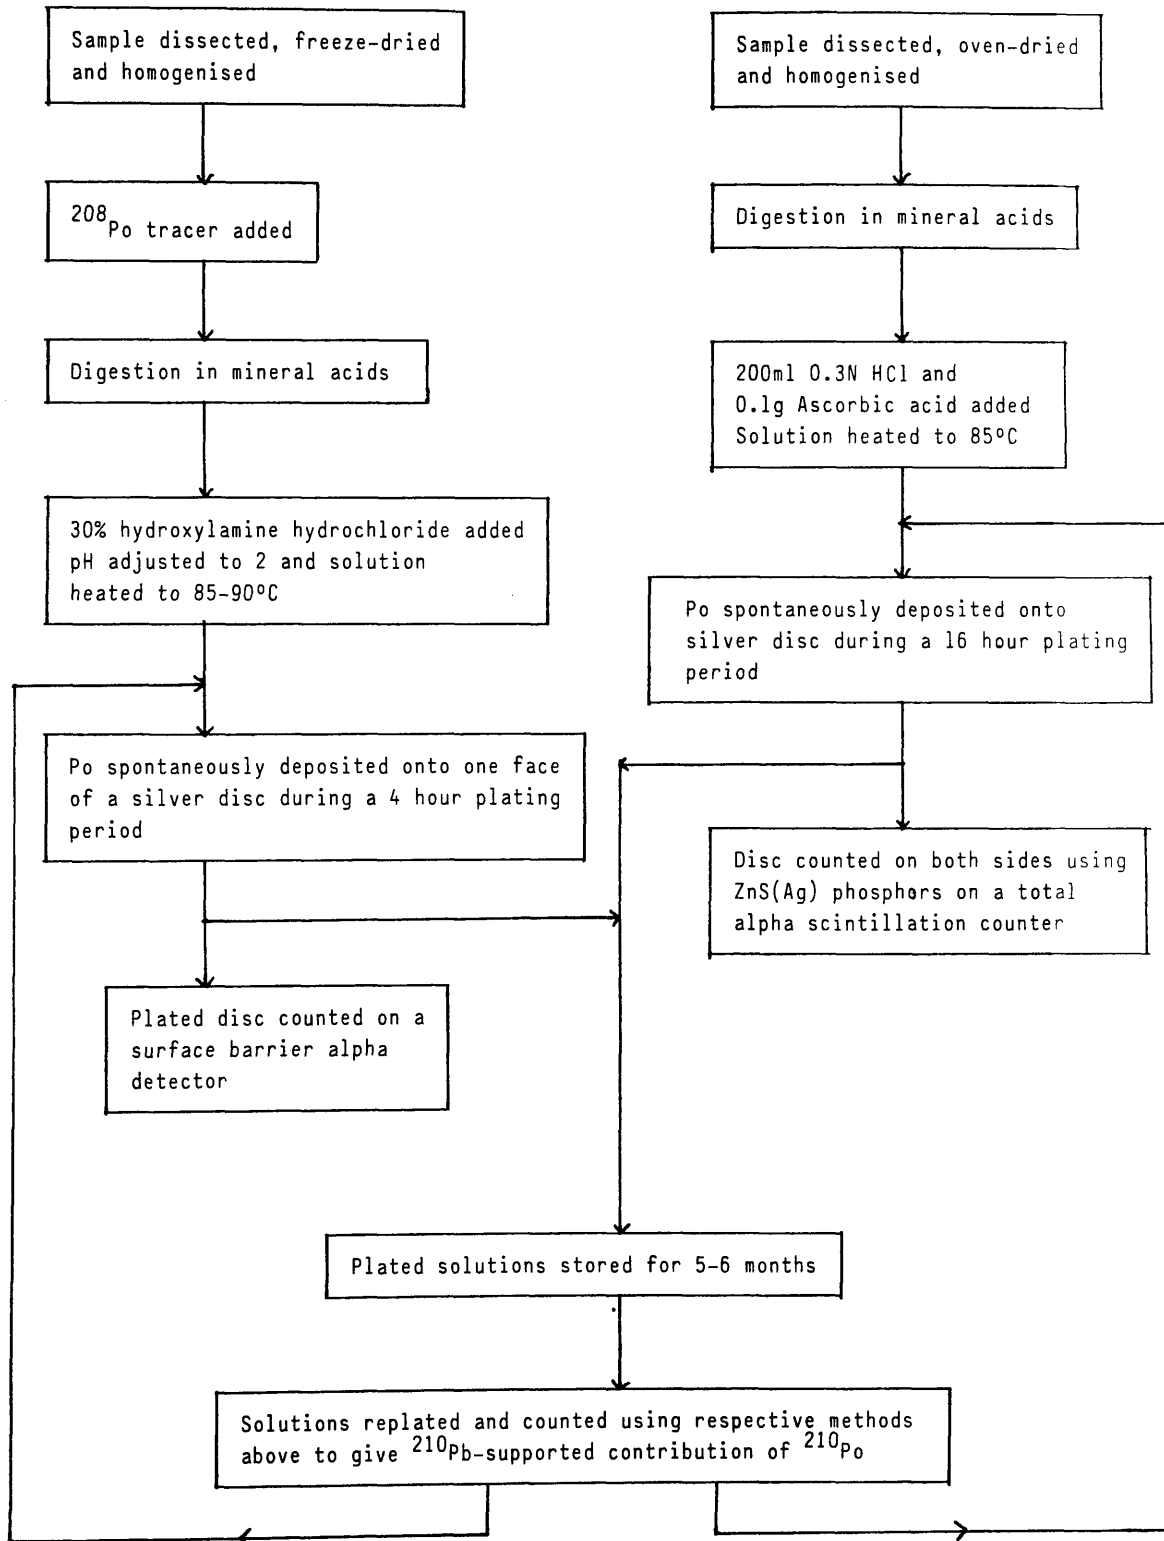 Sample dissected, freeze-dried
and homogenised
208Po tracer added
Digestion in mineral acids
30% hydroxylamine hydrochloride added
pH adjusted to 2 and solution
heated to 85-90ºC
Po spontaneously deposited onto one face
of a silver disc during a 4 hour plating
period
Plated disc counted on a
surface barrier alpha
detector
Sample dissected, oven-dried
and homogenised
Digestion in mineral acids
200ml 0.3N HCl and
0.1g Ascorbic acid added
Solution heated to 85ºC
Po spontaneously deposited onto
silver disc during a 16 hour plating
period
Disc counted on both sides using
ZnS(Ag) phosphors on a total
alpha scintillation counter
Plated solutions stored for 5-6 months
Solutions replated and counted using respective methods
above to give 210Pb-supported contribution of 210Po